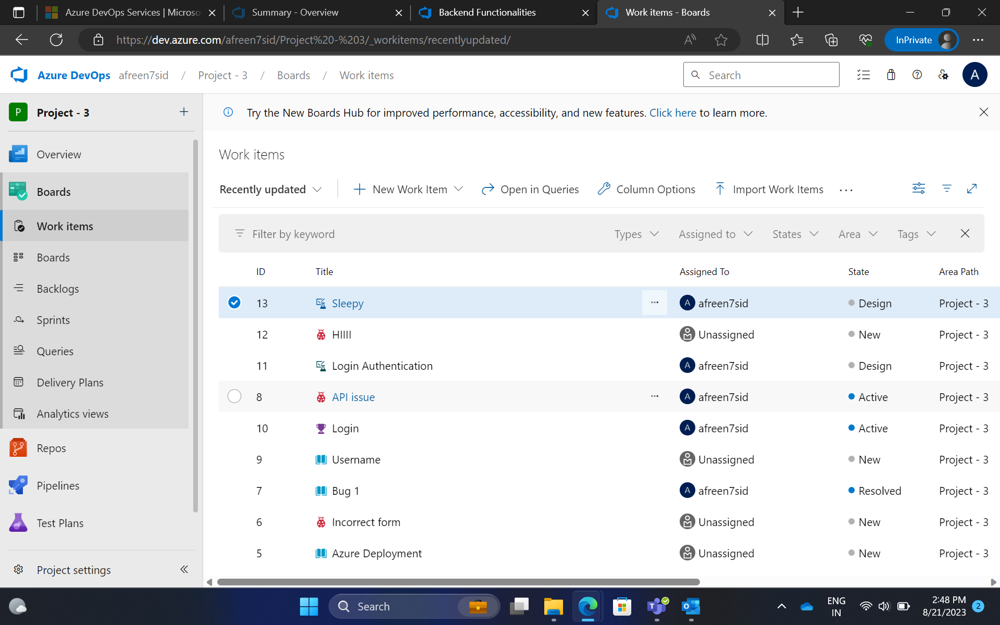 Azure DevOps Services | Microso
Summary - Overview
Backend Functionalities
Work items - Boards
https://dev.azure.com/afreen7sid/Project%20-%203/_workitems/recentlyupdated/
InPrivate
Azure DevOps afreen7sid / Project - 3 / Boards / Work items
Search
A
P Project - 3
Try the New Boards Hub for improved performance, accessibility, and new features. Click here to learn more.
Overview
Boards
Work items
Boards
Backlogs
Sprints
Queries
Delivery Plans
Analytics views
Repos
Pipelines
Test Plans
Project settings
Work items
Recently updated New Work Item Open in Queries Column Options Import Work Items
Filter by keyword Types Assigned to States Area Tags
ID Title Assigned To State Area Path
13 Sleepy A afreen7sid Design Project - 3
12 HIIII Unassigned New Project - 3
11 Login Authentication A afreen7sid Design Project - 3
8 API issue A afreen7sid Active Project - 3
10 Login A afreen7sid Active Project - 3
9 Username Unassigned New Project - 3
7 Bug 1 A afreen7sid Resolved Project - 3
6 Incorrect form Unassigned New Project - 3
5 Azure Deployment Unassigned New Project - 3
Search
ENG
IN
2:48 PM
8/21/2023
2